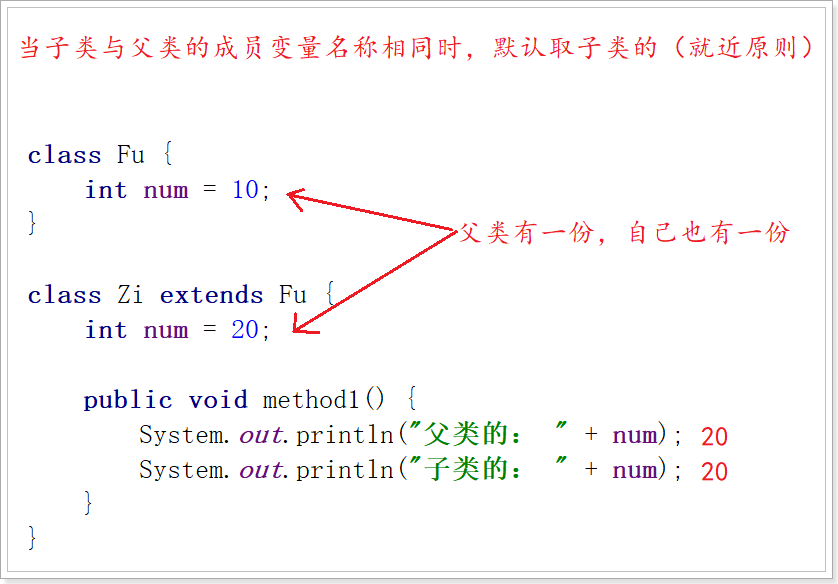 当子类与父类的成员变量名称相同时，默认取子类的（就近原则）
class Fu {
int num = 10;
}
父类有一份，自己也有一份
class Zi extends Fu {
int num = 20;
public void method1() {
System.out.println("父类的： " + num); 20
System.out.println("子类的： " + num); 20
}
}